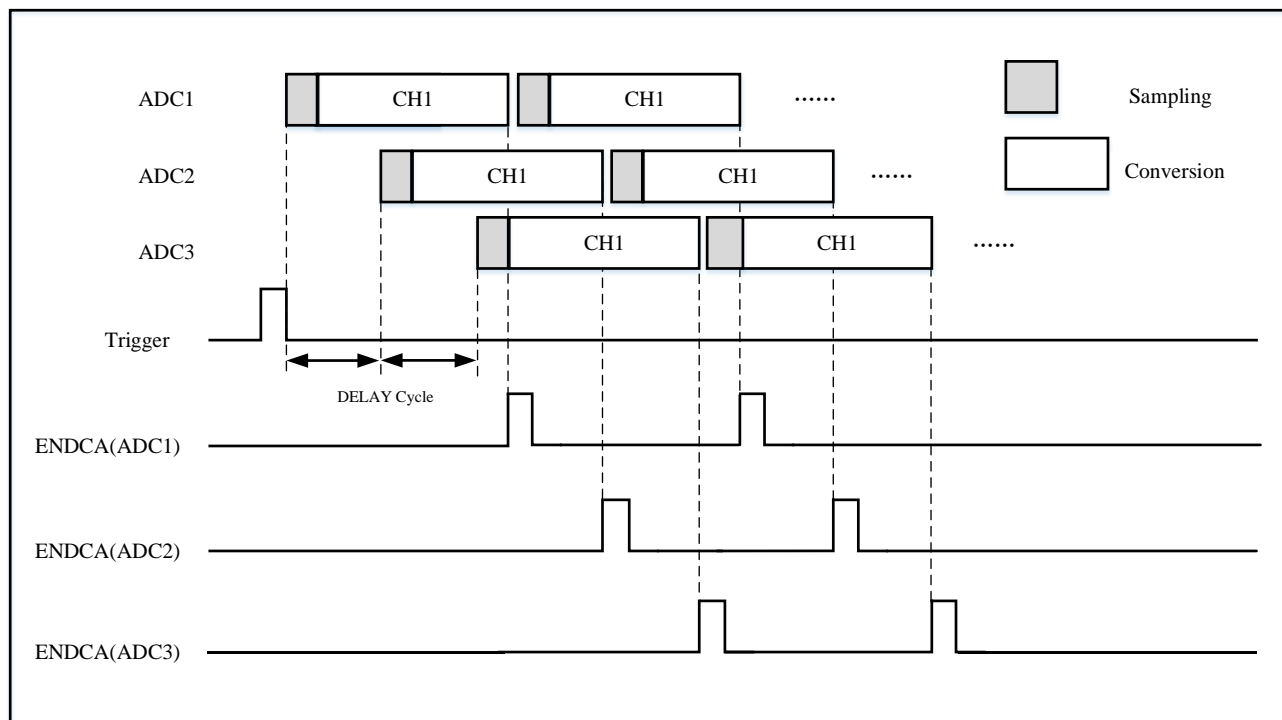 ADC1
CH1
CH1
......
Sampling
ADC2
CH1
CH1
......
Conversion
ADC3
CH1
CH1
......
Trigger
DELAY Cycle
ENDCA(ADC1)
ENDCA(ADC2)
ENDCA(ADC3)